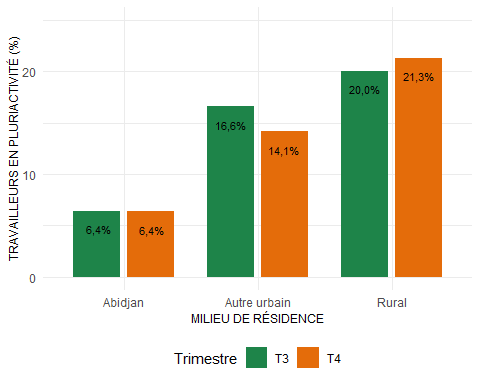 TRAVAILLEURS EN PLURIACTIVITÉ (%)
20
10
0
6,4%
6,4%
16,6%
14,1%
20,0%
21,3%
Abidjan
Autre urbain
Rural
MILIEU DE RÉSIDENCE
Trimestre
T3
T4